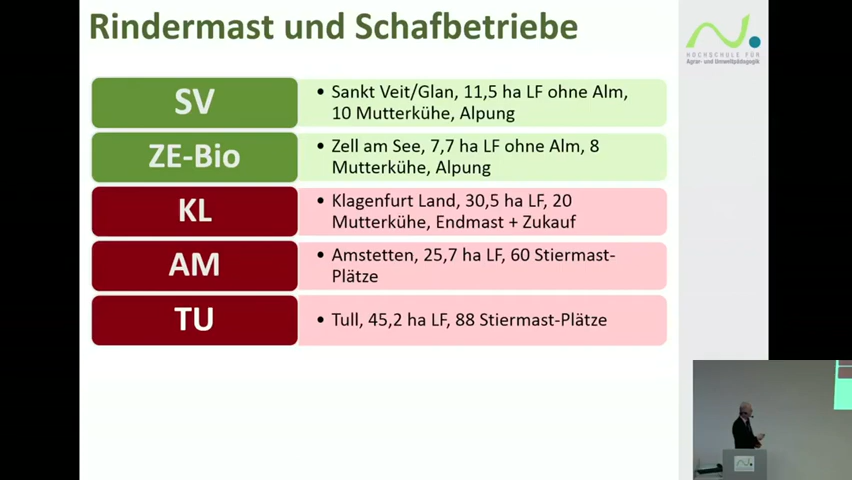 Rindermast und Schafbetriebe
HOCHSCHULE FÜR
Agrar- und Umweltpädagogik
SV
• Sankt Veit/Glan, 11,5 ha LF ohne Alm,
10 Mutterkühe, Alpung
ZE-Bio
• Zell am See, 7,7 ha LF ohne Alm, 8
Mutterkühe, Alpung
KL
• Klagenfurt Land, 30,5 ha LF, 20
Mutterkühe, Endmast + Zukauf
AM
• Amstetten, 25,7 ha LF, 60 Stiermast-
Plätze
TU
• Tull, 45,2 ha LF, 88 Stiermast-Plätze